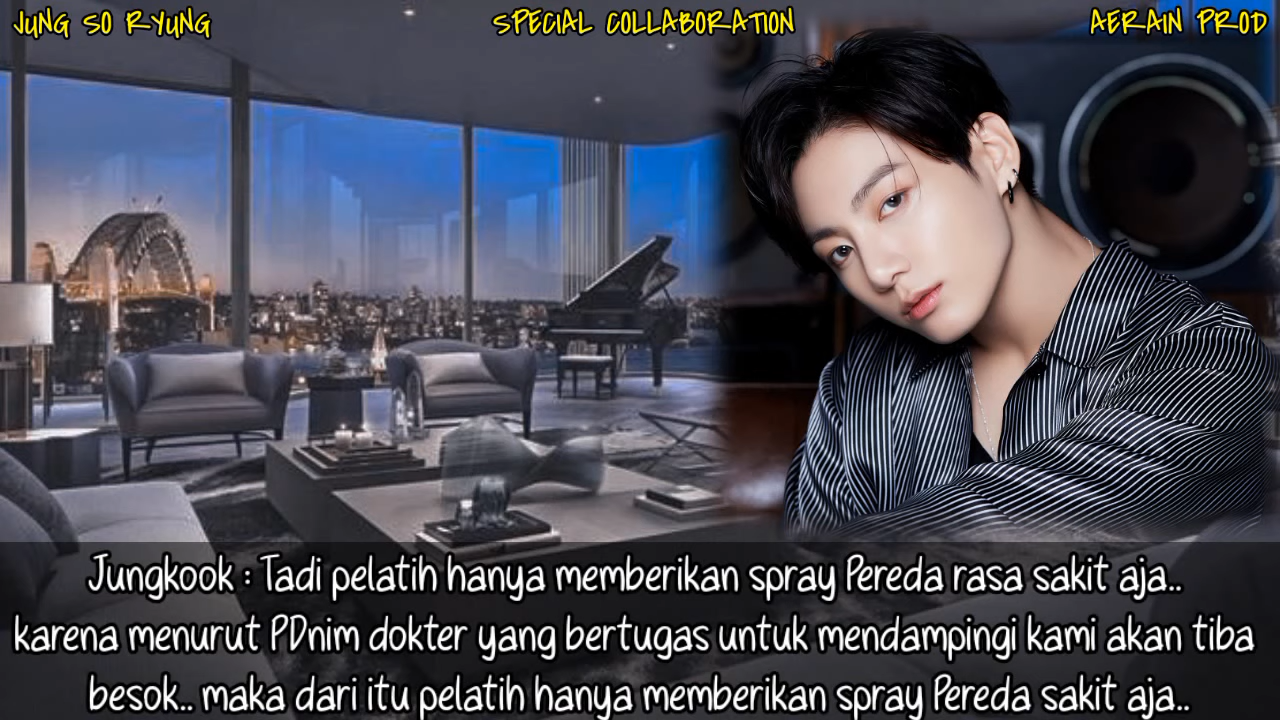 JUNG SO RYUNG
SPECIAL COLLABORATION
AERAIN PROD
Jungkook : Tadi pelatih hanya memberikan spray Pereda rasa sakit aja..
karena menurut PDnim dokter yang bertugas untuk mendampingi kami akan tiba
besok.. maka dari itu pelatih hanya memberikan spray Pereda sakit aja..